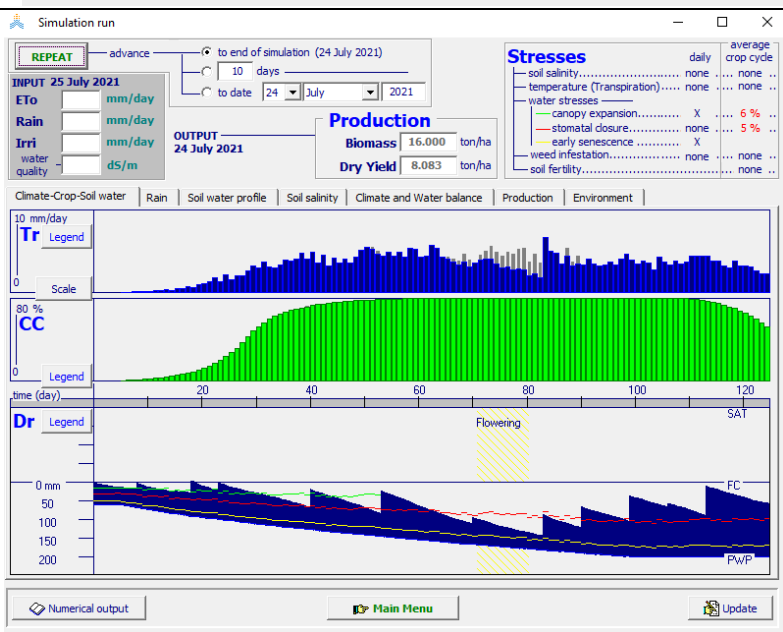 Simulation run
REPEAT
advance
to end of simulation (24 July 2021)
10 days
to date 24 July 2021
INPUT 25 July 2021
ETo mm/day
Rain mm/day
Irri mm/day
water quality dS/m
OUTPUT
24 July 2021
Production
Biomass 16.000 ton/ha
Dry Yield 8.083 ton/ha
Stresses daily average crop cycle
soil salinity................ none .... none ..
temperature (Transpiration)..... none .... none ..
water stresses
canopy expansion........... X .... 6 % ..
stomatal closure........... none .... 5 % ..
early senescence ........... X
weed infestation.............. none .... none ..
soil fertility........................................ none ..
Climate-Crop-Soil water Rain Soil water profile Soil salinity Climate and Water balance Production Environment
10 mm/day
Tr Legend
0
Scale
80 %
CC
0
Legend
time (day) 20 40 60 80 100 120
Dr Legend
Flowering
SAT
0 mm
FC
50
100
150
200
PWP
Numerical output
Main Menu
Update